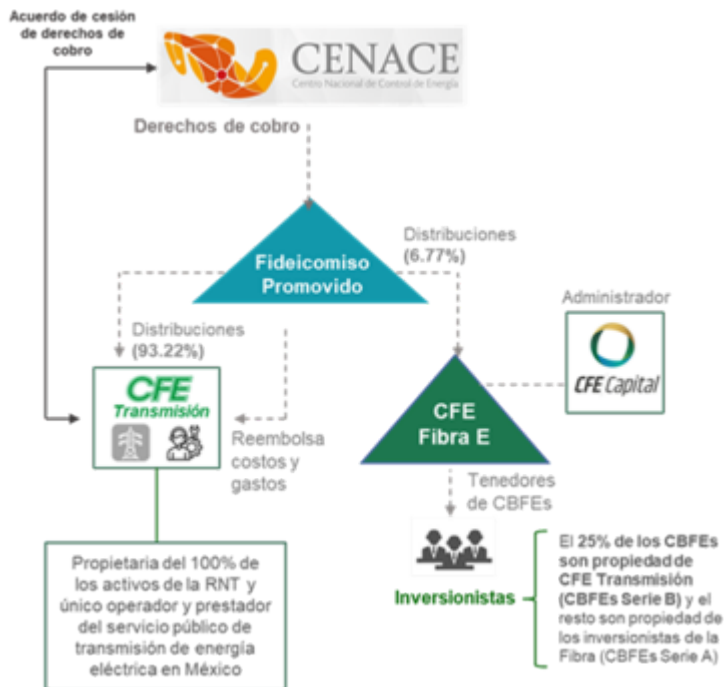 Acuerdo de cesión
de derechos de
cobro
CENACE
Centro Nacional de Control de Energía
Derechos de cobro
Fideicomiso
Promovido
Distribuciones
(6.77%)
Administrador
CFE Capital
Distribuciones
(93.22%)
CFE
Transmisión
Reembolsa
costos y
gastos
CFE
Fibra E
Tenedores
de CBFEs
Propietaria del 100% de
los activos de la RNT y
único operador y prestador
del servicio público de
transmisión de energía
eléctrica en México
Inversionistas
El 25% de los CBFEs
son propiedad de
CFE Transmisión
(CBFEs Serie B) y el
resto son propiedad de
los inversionistas de la
Fibra (CBFEs Serie A)